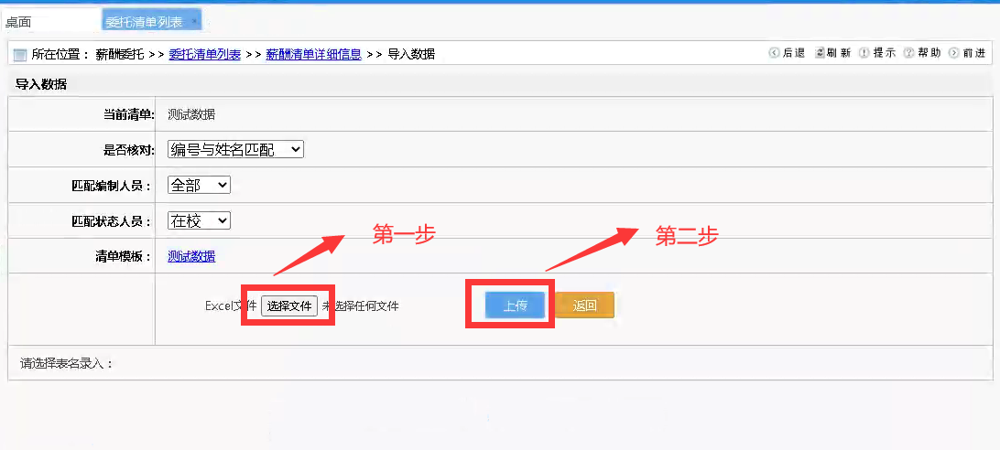 桌面 委托清单列表
所在位置：薪酬委托 >> 委托清单列表 >> 薪酬清单详细信息 >> 导入数据 后退 刷新 提示 帮助 前进
导入数据
当前清单: 测试数据
是否核对: 编号与姓名匹配
匹配编制人员： 全部
匹配状态人员： 在校
第一步 第二步
清单模板： 测试数据
Excel文件 选择文件 未选择任何文件 上传 返回
请选择表名录入：